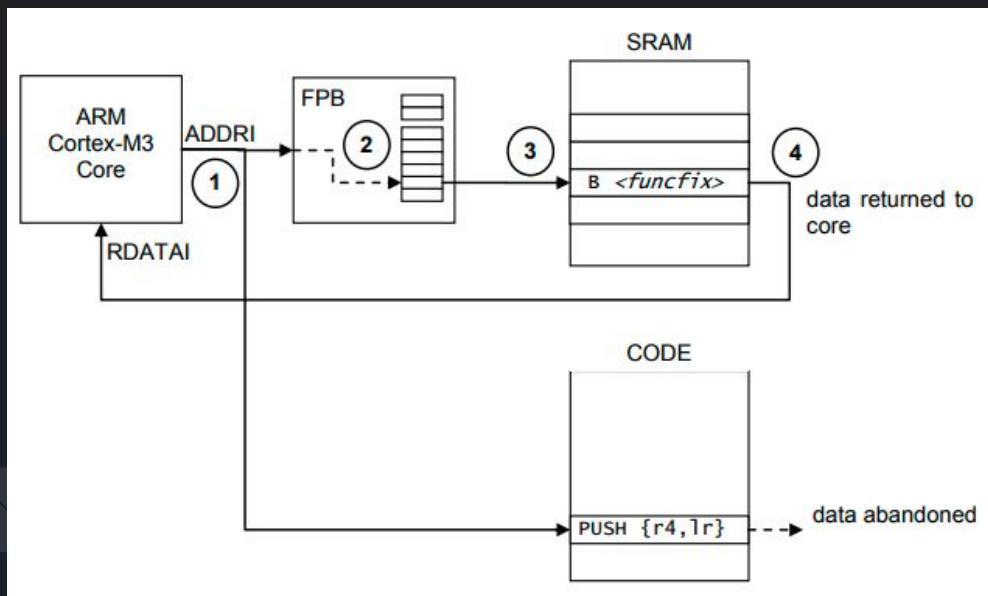 SRAM
ARM
Cortex-M3
Core
FPB
ADDRI
1
2
3
4
B <funcfix>
data returned to
core
RDATAI
CODE
PUSH {r4,lr}
data abandoned